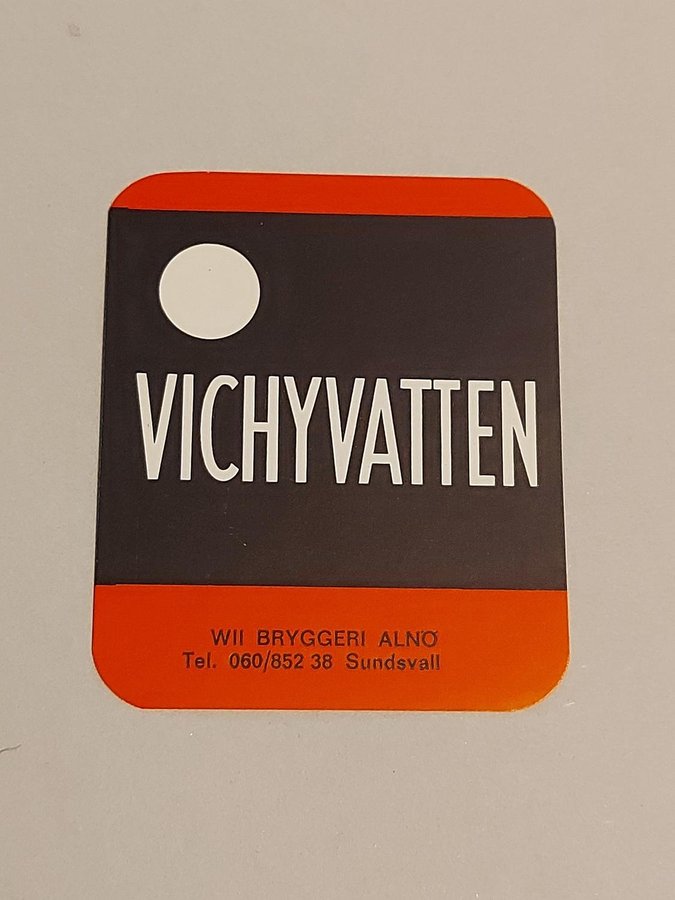 VICHYVATTEN
WII BRYGGERI ALNÖ
Tel. 060/852 38 Sundsvall